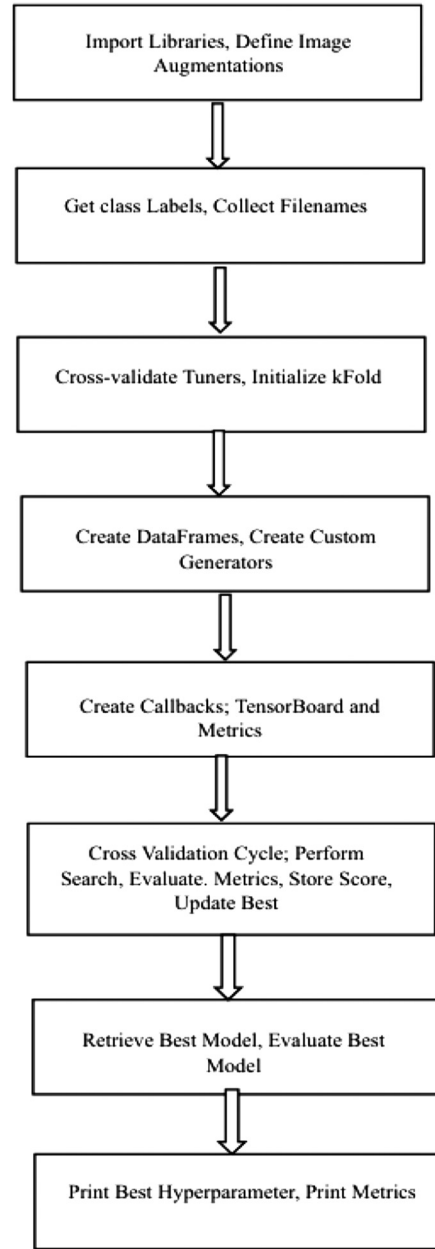 Import Libraries, Define Image
Augmentations
Get class Labels, Collect Filenames
Cross-validate Tuners, Initialize kFold
Create DataFrames, Create Custom
Generators
Create Callbacks; TensorBoard and
Metrics
Cross Validation Cycle; Perform
Search, Evaluate. Metrics, Store Score,
Update Best
Retrieve Best Model, Evaluate Best
Model
Print Best Hyperparameter, Print Metrics